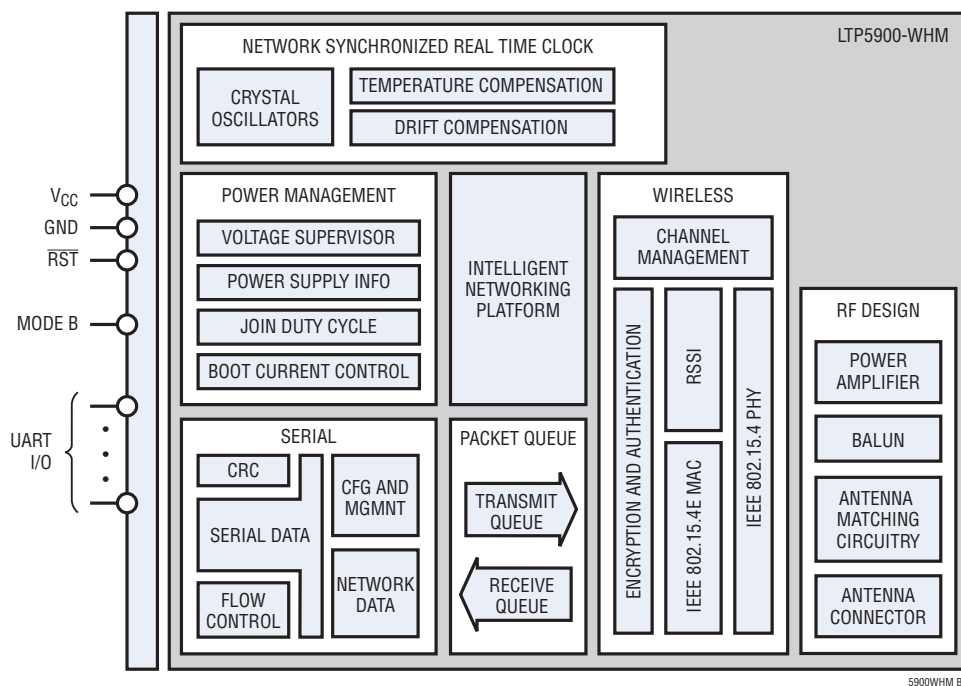 LTP5900-WHM
NETWORK SYNCHRONIZED REAL TIME CLOCK
CRYSTAL
OSCILLATORS
TEMPERATURE COMPENSATION
DRIFT COMPENSATION
VCC
GND
RST
MODE B
UART
I/O
POWER MANAGEMENT
VOLTAGE SUPERVISOR
POWER SUPPLY INFO
JOIN DUTY CYCLE
BOOT CURRENT CONTROL
INTELLIGENT
NETWORKING
PLATFORM
WIRELESS
CHANNEL
MANAGEMENT
ENCRYPTION AND AUTHENTICATION
RSSI
IEEE 802.15.4E MAC
IEEE 802.15.4 PHY
RF DESIGN
POWER
AMPLIFIER
BALUN
ANTENNA
MATCHING
CIRCUITRY
ANTENNA
CONNECTOR
SERIAL
CRC
SERIAL DATA
FLOW
CONTROL
CFG AND
MGMNT
NETWORK
DATA
PACKET QUEUE
TRANSMIT
QUEUE
RECEIVE
QUEUE
5900WHM B